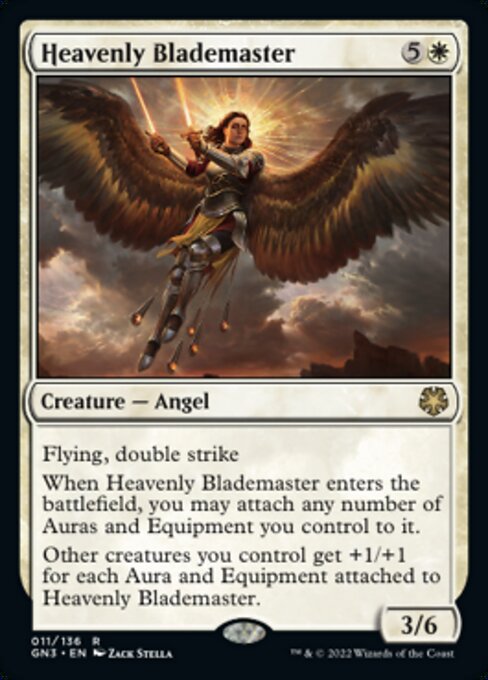 Heavenly Blademaster 5
Creature — Angel
Flying, double strike
When Heavenly Blademaster enters the
battlefield, you may attach any number of
Auras and Equipment you control to it.
Other creatures you control get +1/+1
for each Aura and Equipment attached to
Heavenly Blademaster.
3/6
011/136 R
GN3 • EN Zack Stella
™ & © 2022 Wizards of the Coast